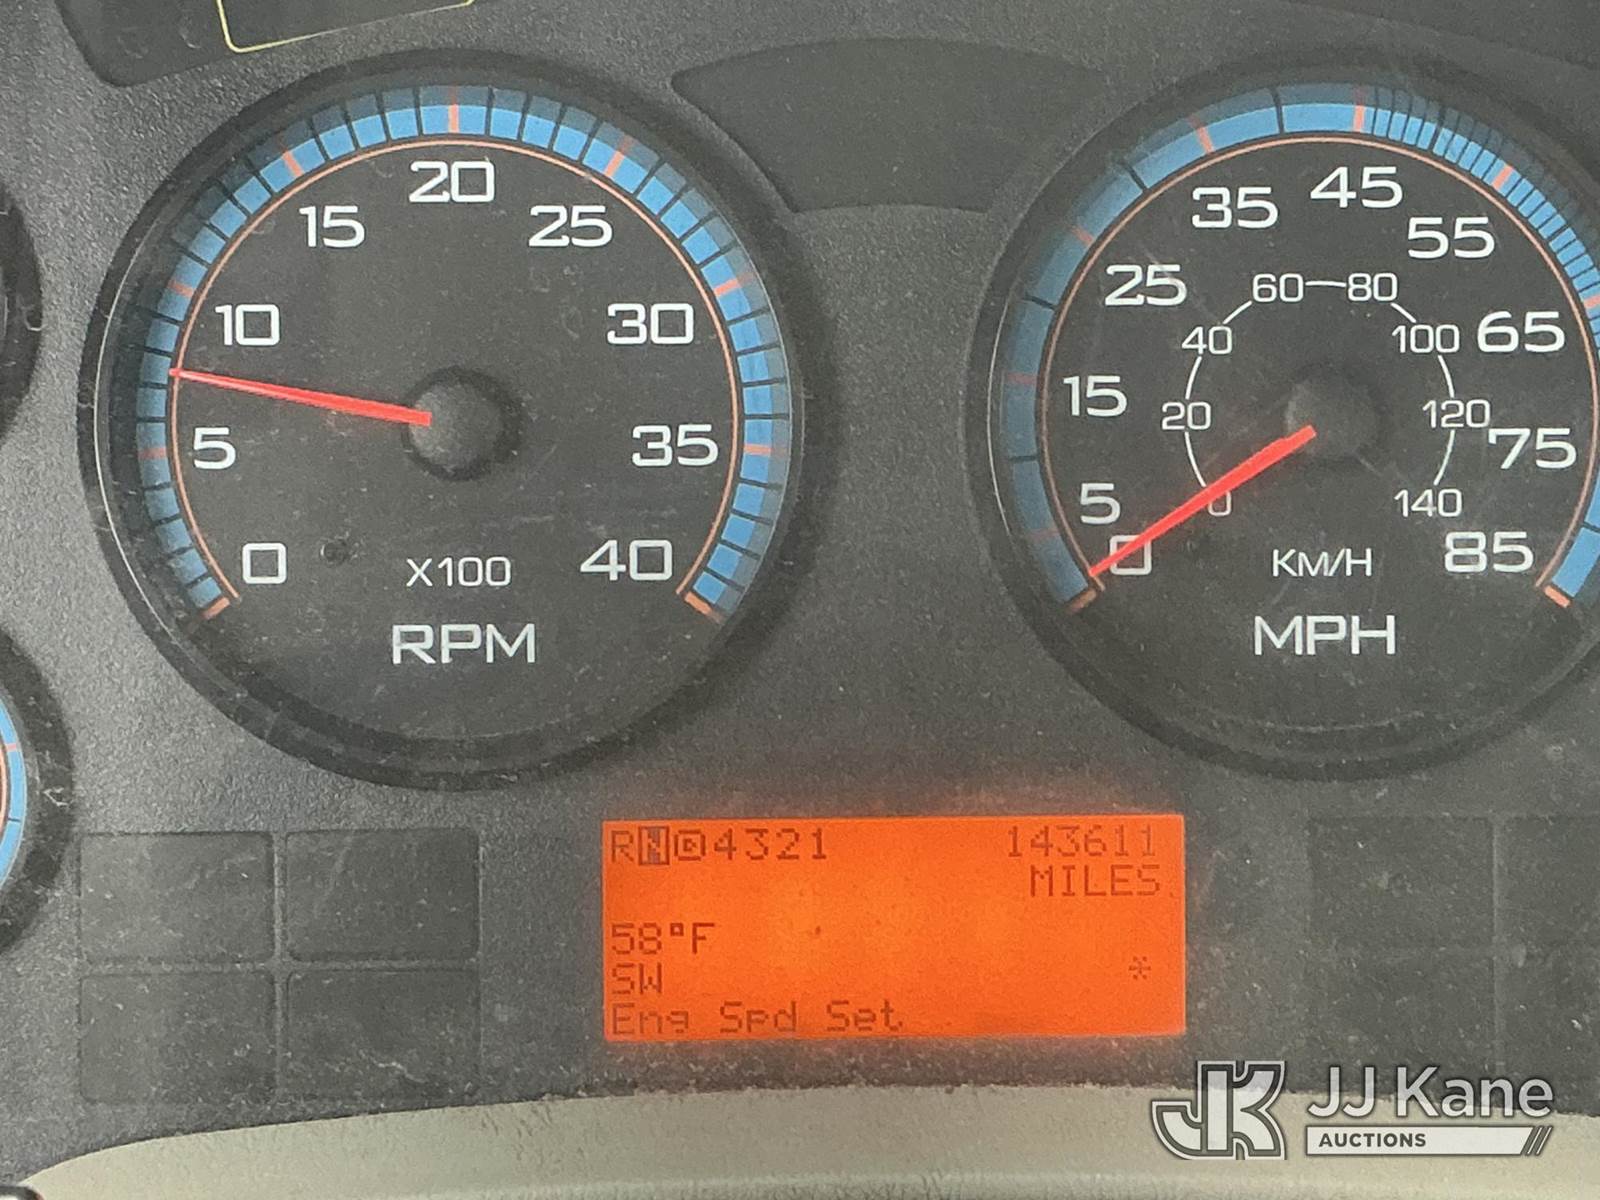 0 5 10 15 20 25 30 35 40
X100
RPM
0 5 15 25 35 45 55 65 75 85
0 20 40 60 80 100 120 140
KM/H
MPH
RND4321 143611
MILES
58°F
SW *
Eng Spd Set
JK JJ Kane
AUCTIONS